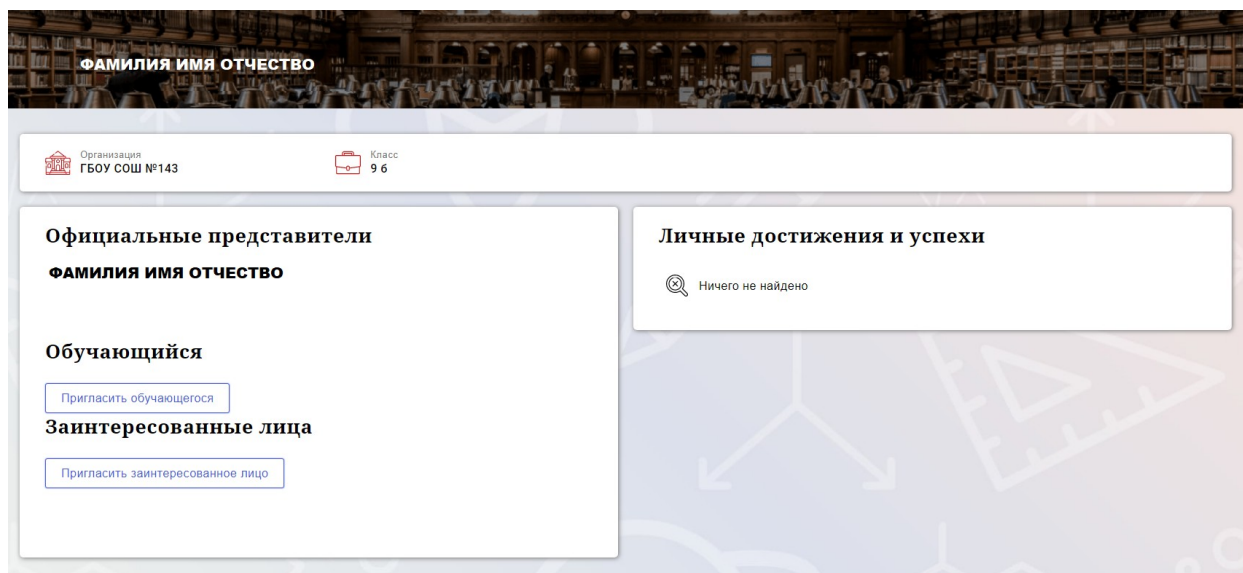 ФАМИЛИЯ ИМЯ ОТЧЕСТВО
Организация
ГБОУ СОШ №143
Класс
9 б
Официальные представители
ФАМИЛИЯ ИМЯ ОТЧЕСТВО
Обучающийся
Пригласить обучающегося
Заинтересованные лица
Пригласить заинтересованное лицо
Личные достижения и успехи
Ничего не найдено